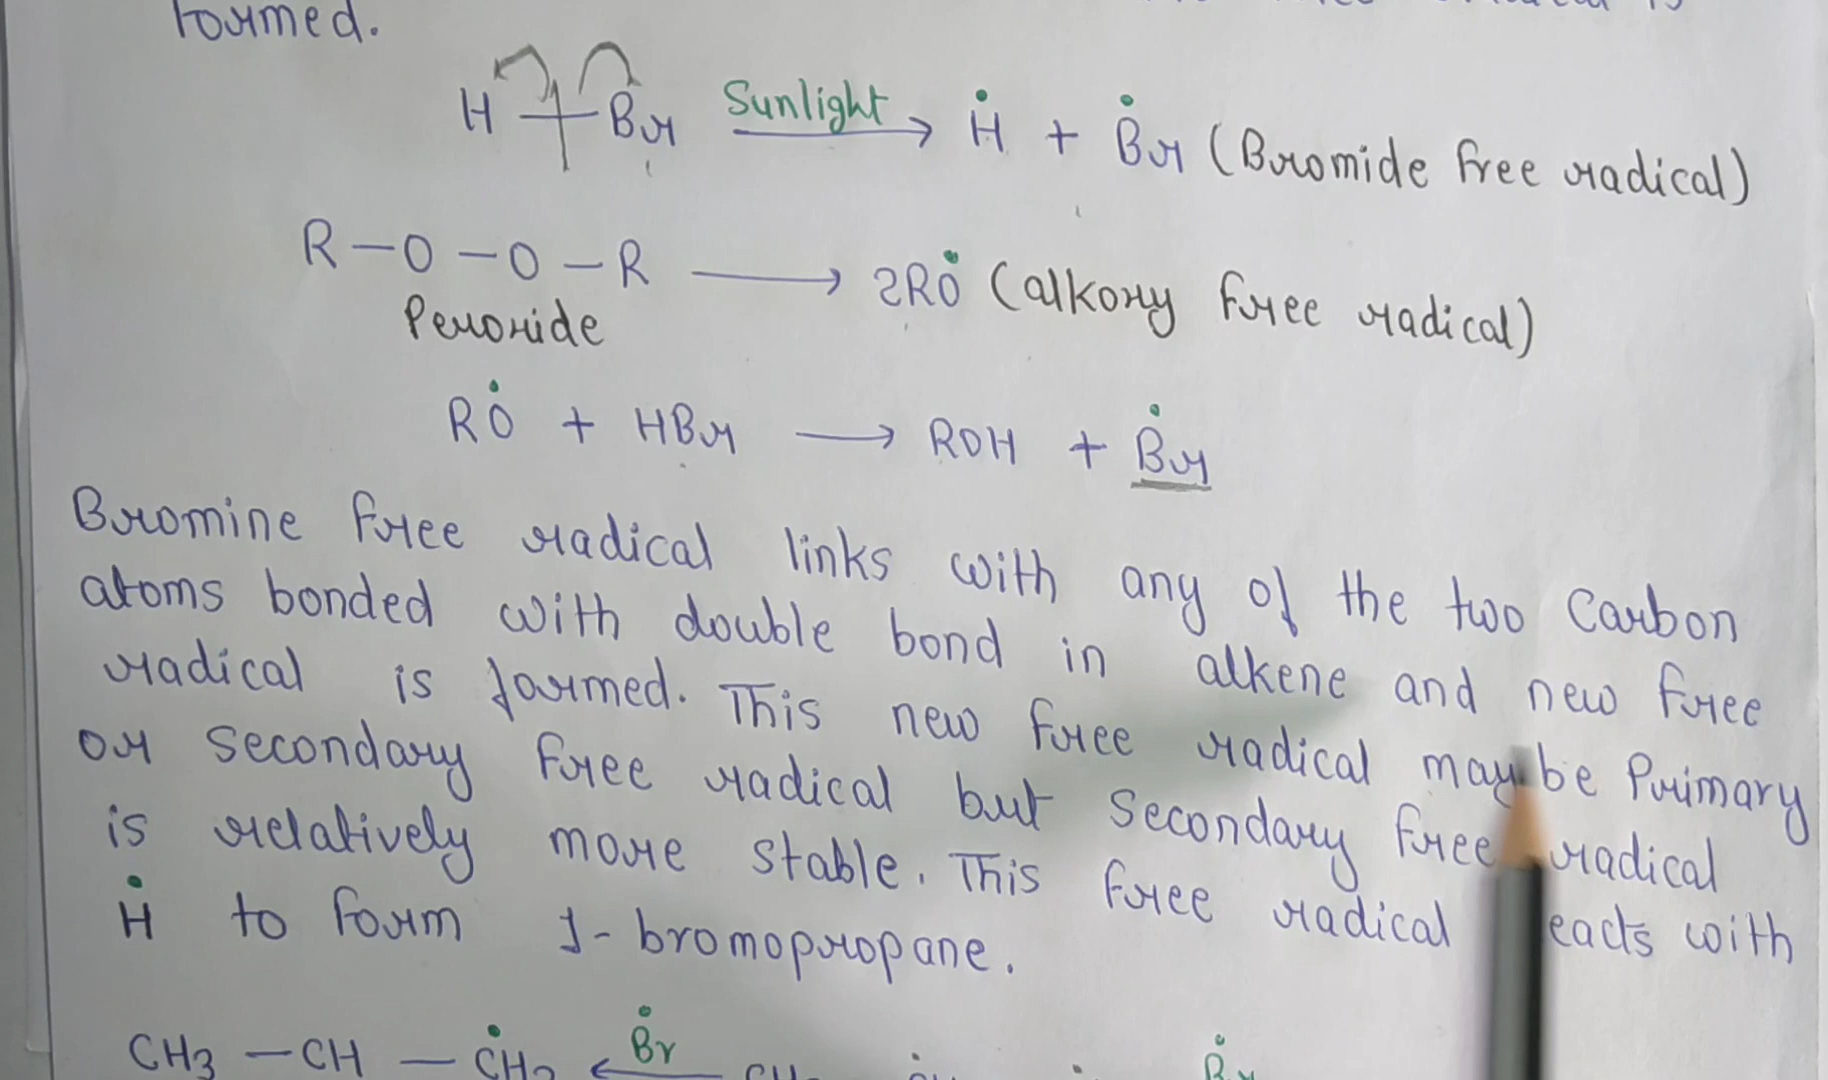 formed.
H + Br Sunlight → Ḣ + Ḃr (Bromide free radical)
R-O-O-R → 2RȮ (alkoxy free radical)
Peroxide
RȮ + HBr → ROH + Ḃr
Bromine free radical links with any of the two Carbon
atoms bonded with double bond in alkene and new free
radical is formed. This new free radical may be Primary
or secondary free radical but secondary free radical
is relatively more stable. This free radical eacts with
Ḣ to form 1-bromopropane.
CH3 - CH - ĊH2 ← Ḃr